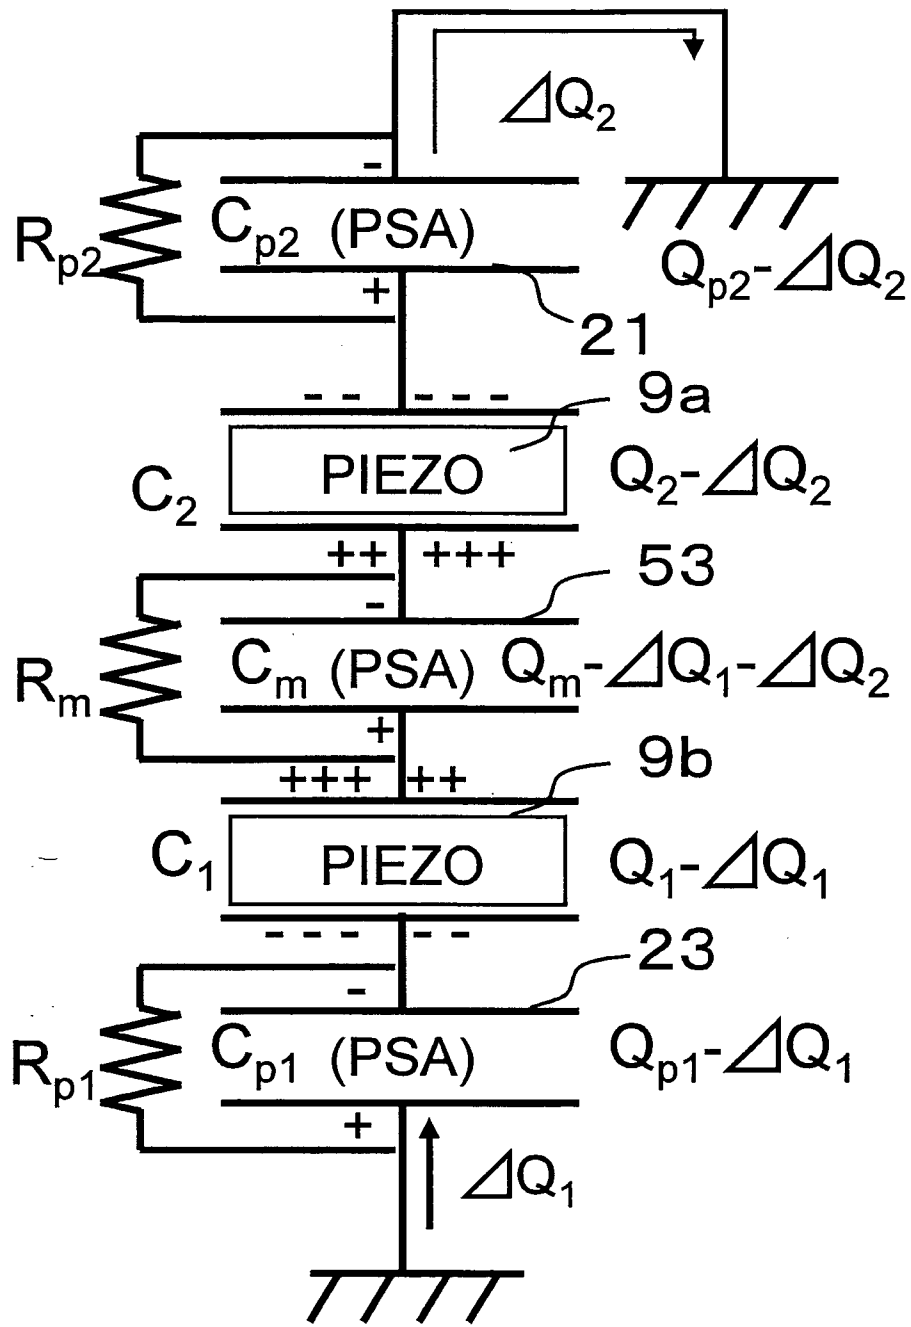 ⊿Q₂
-
Rₚ₂ Cₚ₂ (PSA)
+ Qₚ₂-⊿Q₂
21
-- --- 9a
C₂ PIEZO Q₂-⊿Q₂
++ +++ 53
-
Rₘ Cₘ (PSA) Qₘ-⊿Q₁-⊿Q₂
+
+++ ++ 9b
C₁ PIEZO Q₁-⊿Q₁
--- -- 23
-
Rₚ₁ Cₚ₁ (PSA) Qₚ₁-⊿Q₁
+
⊿Q₁